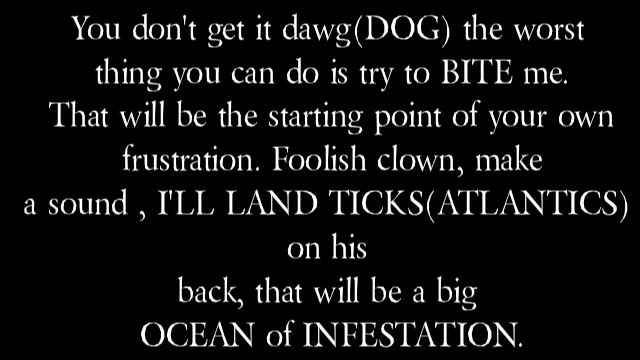 You don't get it dawg(DOG) the worst
thing you can do is try to BITE me.
That will be the starting point of your own
frustration. Foolish clown, make
a sound , I'LL LAND TICKS(ATLANTICS)
on his
back, that will be a big
OCEAN of INFESTATION.